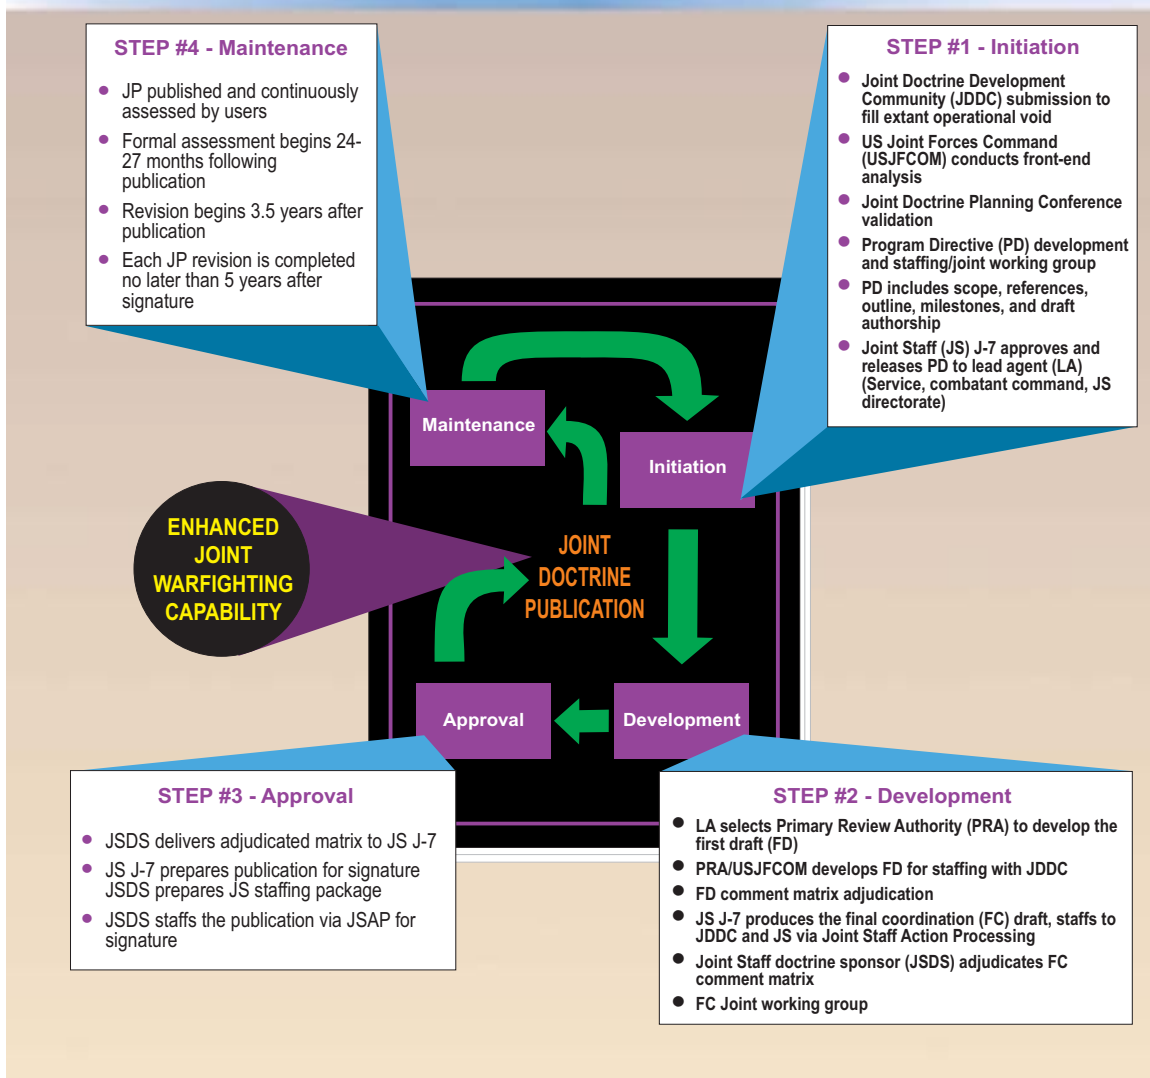 STEP #4 - Maintenance
JP published and continuously
assessed by users
Formal assessment begins 24-
27 months following
publication
Revision begins 3.5 years after
publication
Each JP revision is completed
no later than 5 years after
signature
STEP #1 - Initiation
Joint Doctrine Development
Community (JDDC) submission to
fill extant operational void
US Joint Forces Command
(USJFCOM) conducts front-end
analysis
Joint Doctrine Planning Conference
validation
Program Directive (PD) development
and staffing/joint working group
PD includes scope, references,
outline, milestones, and draft
authorship
Joint Staff (JS) J-7 approves and
releases PD to lead agent (LA)
(Service, combatant command, JS
directorate)
Maintenance
Initiation
ENHANCED
JOINT
WARFIGHTING
CAPABILITY
JOINT
DOCTRINE
PUBLICATION
Approval
Development
STEP #3 - Approval
JSDS delivers adjudicated matrix to JS J-7
JS J-7 prepares publication for signature
JSDS prepares JS staffing package
JSDS staffs the publication via JSAP for
signature
STEP #2 - Development
LA selects Primary Review Authority (PRA) to develop the
first draft (FD)
PRA/USJFCOM develops FD for staffing with JDDC
FD comment matrix adjudication
JS J-7 produces the final coordination (FC) draft, staffs to
JDDC and JS via Joint Staff Action Processing
Joint Staff doctrine sponsor (JSDS) adjudicates FC
comment matrix
FC Joint working group